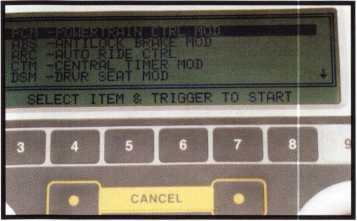 PCM -POWERTRAIN CTRL MOD
ABS -ANTILOCK BRAKE MOD
ARC -AUTO RIDE CTRL
CTM -CENTRAL TIMER MOD
DSM -DRVR SEAT MOD
SELECT ITEM & TRIGGER TO START
3 4 5 6 7 8 9
CANCEL